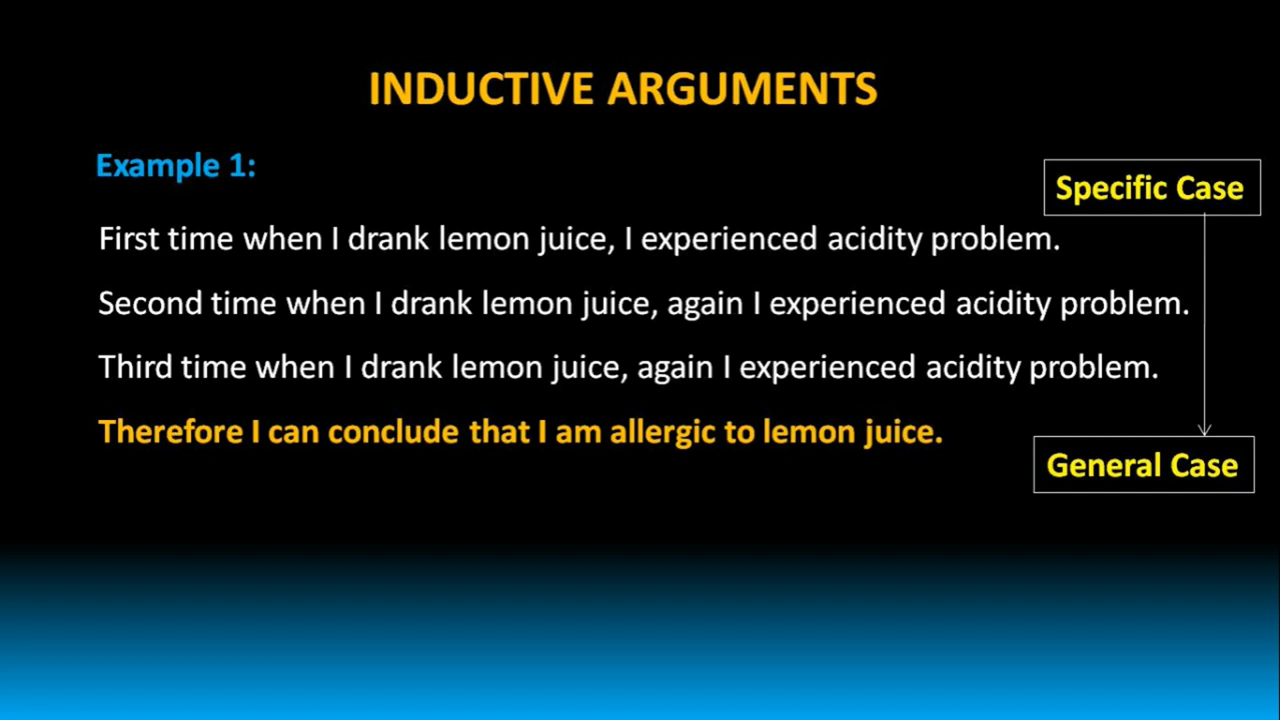 INDUCTIVE ARGUMENTS
Example 1:
Specific Case
First time when I drank lemon juice, I experienced acidity problem.
Second time when I drank lemon juice, again I experienced acidity problem.
Third time when I drank lemon juice, again I experienced acidity problem.
Therefore I can conclude that I am allergic to lemon juice.
General Case